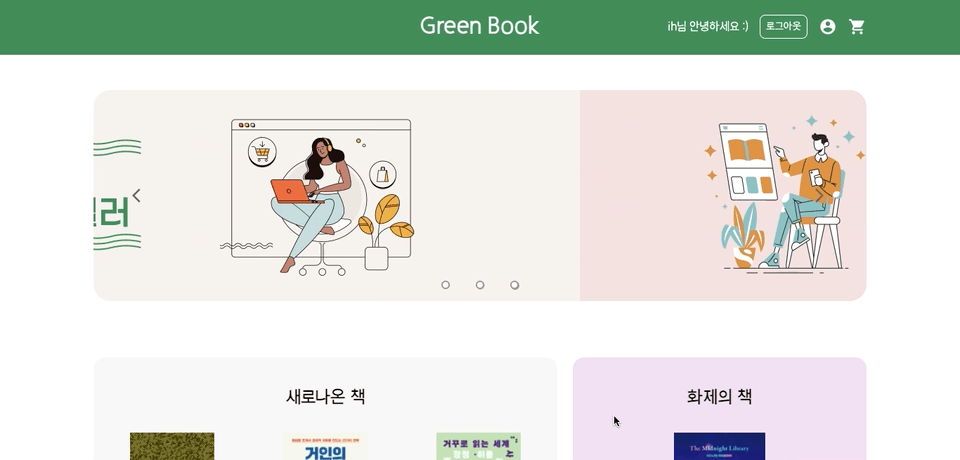 Green Book
ih님 안녕하세요 :)
로그아웃
러
새로나온 책
화제의 책
거인의
거꾸로 읽는 세계
The Midnight Library